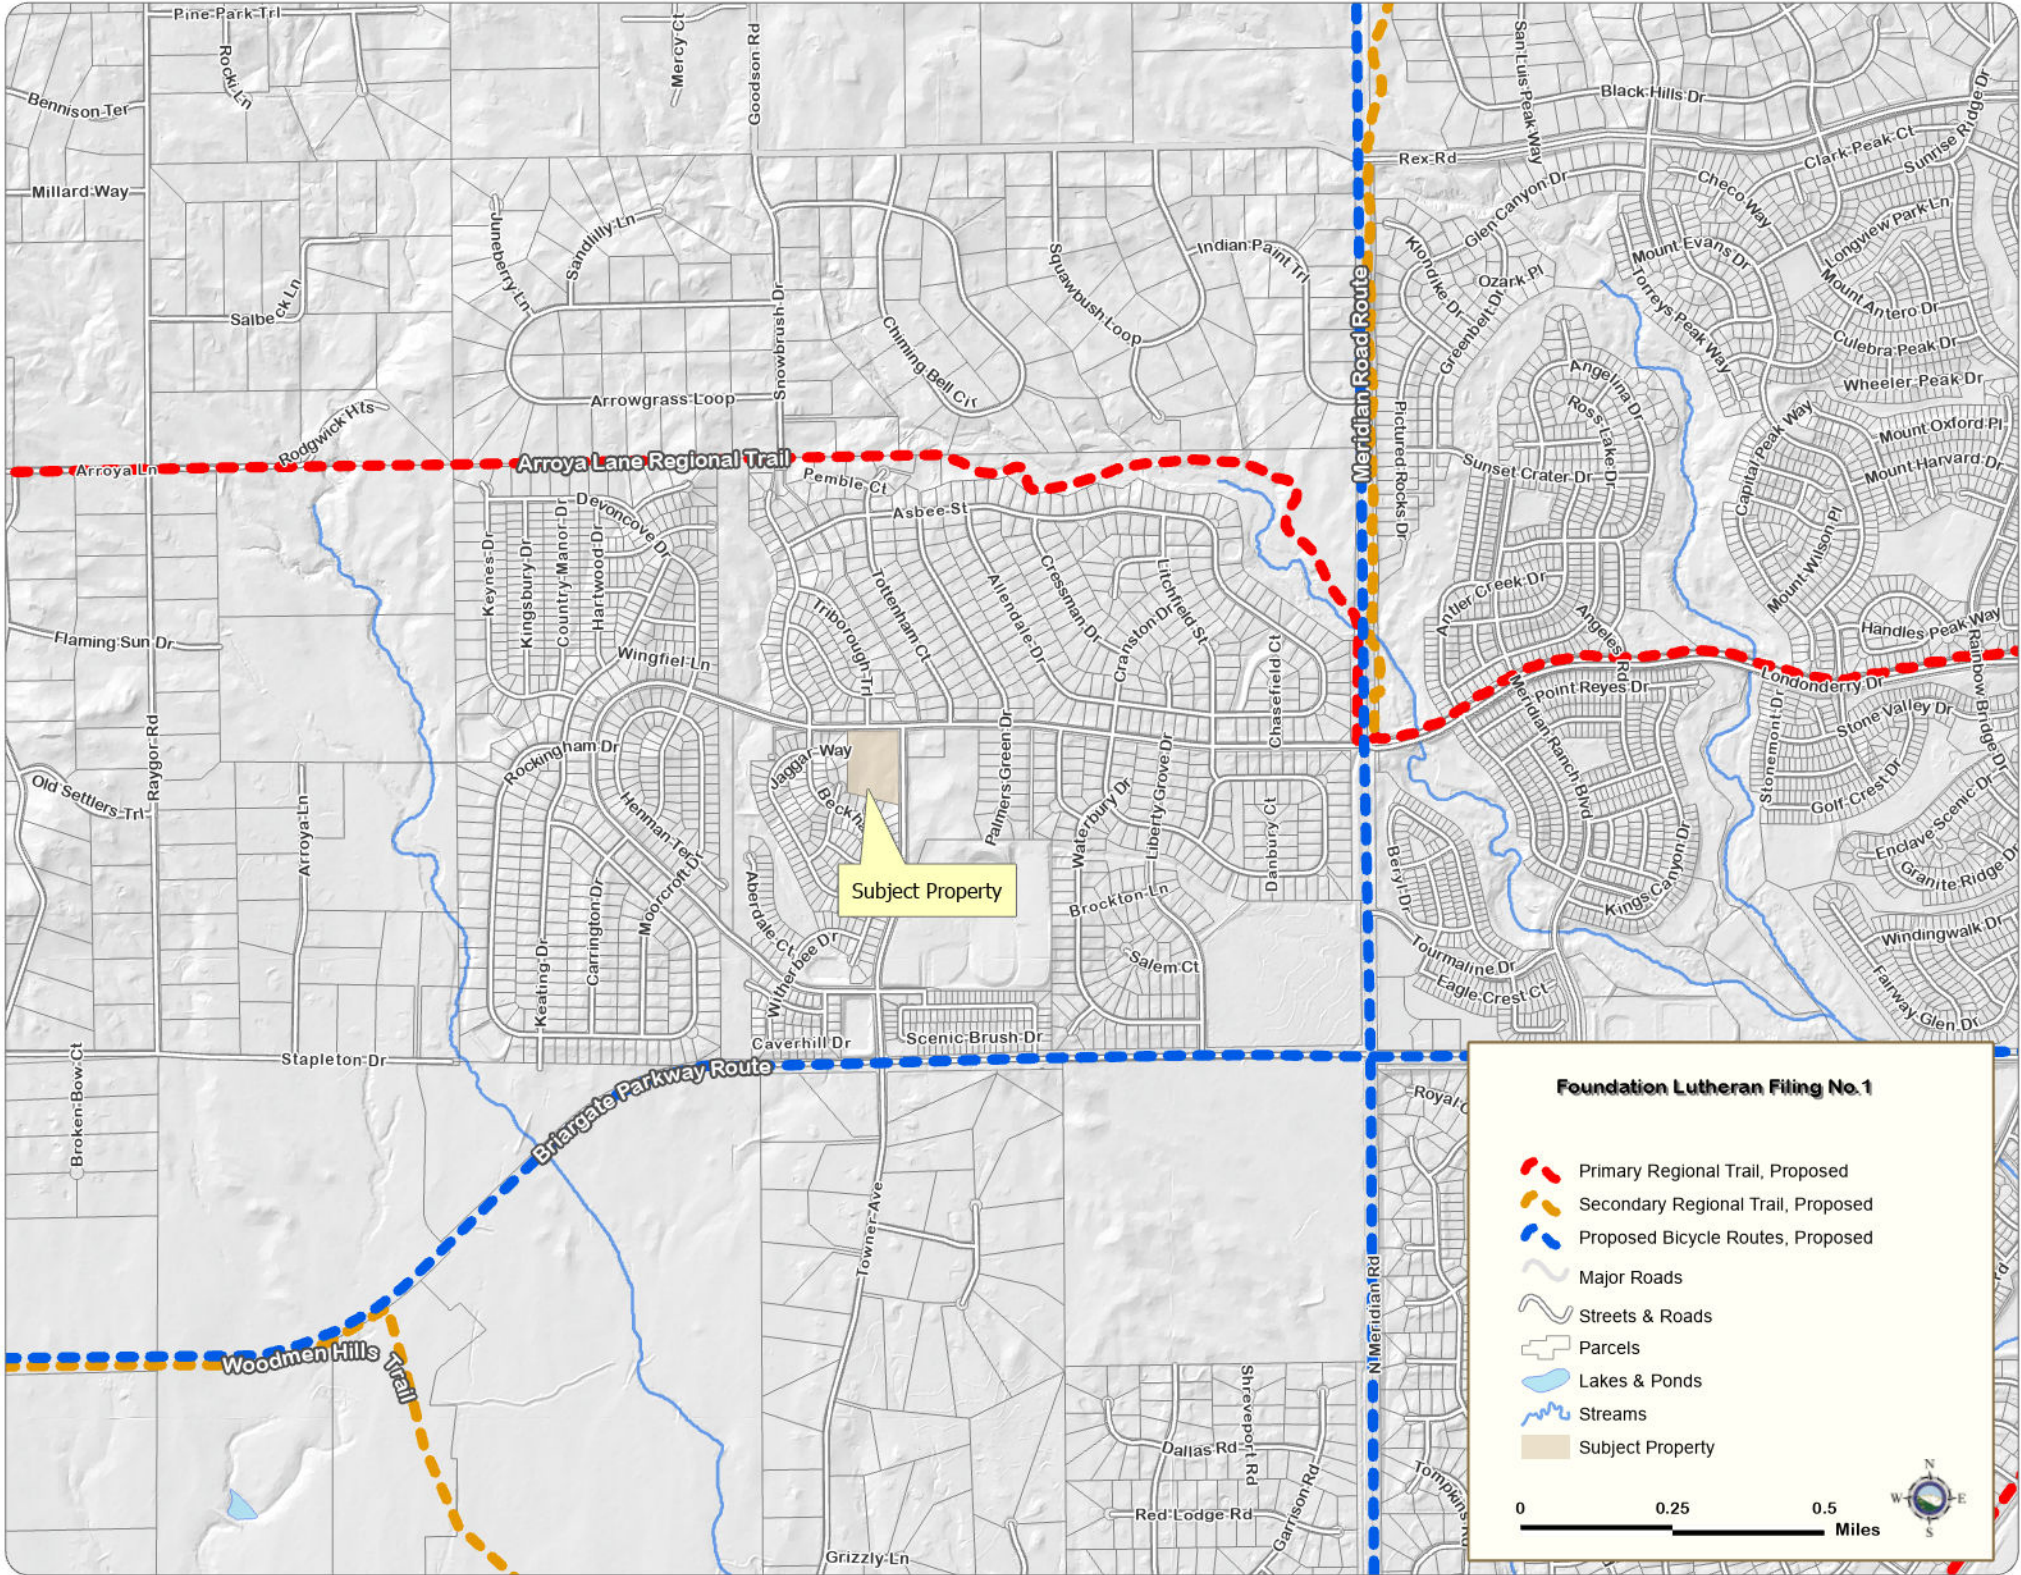 Pine Park Trl
Rocki Ln
Mercy Ct
Goodson Rd
San Luis Peak Way
Black Hills Dr
Sunrise Ridge Dr
Bennison Ter
Clark Peak Ct
Rex Rd
Millard Way
Checo Way
Glen Canyon Dr
Longview Park Ln
Juneberry Ln
Sandlilly Ln
Squawbush Loop
Indian Paint Trl
Klondike Dr
Mount Evans Dr
Ozark Pl
Torreys Peak Way
Mount Antero Dr
Salbeck Ln
Snowbrush Dr
Chiming Bell Cir
Meridian Road Route
Greenbelt Dr
Culebra Peak Dr
Angelina Dr
Wheeler Peak Dr
Arrowgrass Loop
Rodgwick Hts
Pictured Rocks Dr
Ross Lake Dr
Capital Peak Way
Mount Oxford Pl
Arroya Ln
Arroya Lane Regional Trail
Pemble Ct
Sunset Crater Dr
Mount Harvard Dr
Devoncove Dr
Asbee St
Keynes Dr
Kingsbury Dr
Country Manor Dr
Hartwood Dr
Tottenham Ct
Allendale Dr
Cressman Dr
Litchfield St
Mount Wilson Pl
Triborough Trl
Cranston Dr
Antler Creek Dr
Angeles Rd
Handles Peak Way
Flaming Sun Dr
Wingfiel Ln
Chasefield Ct
Rainbow Bridge Dr
Londonderry Dr
Point Reyes Dr
Meridian Ranch Blvd
Stonemont Dr
Stone Valley Dr
Raygor Rd
Rockingham Dr
Jaggar Way
Palmers Green Dr
Liberty Grove Dr
Old Settlers Trl
Arroya Ln
Henman Ter
Beckha
Waterbury Dr
Danbury Ct
Golf Crest Dr
Enclave Scenic Dr
Granite Ridge Dr
Moorcroft Dr
Subject Property
Beryl Dr
Kings Canyon Dr
Aberdale Ct
Carrington Dr
Keating Dr
Witherbee Dr
Brockton Ln
Salem Ct
Tourmaline Dr
Eagle Crest Ct
Windingwalk Dr
Fairway Glen Dr
Caverhill Dr
Scenic Brush Dr
Stapleton Dr
Broken Bow Ct
Briargate Parkway Route
Royal C
Towner Ave
N Meridian Rd
Woodmen Hills Trail
Shreveport Rd
Dallas Rd
Garrison Rd
Red Lodge Rd
Tompkins R
Grizzly Ln
rd
Foundation Lutheran Filing No.1
Primary Regional Trail, Proposed
Secondary Regional Trail, Proposed
Proposed Bicycle Routes, Proposed
Major Roads
Streets & Roads
Parcels
Lakes & Ponds
Streams
Subject Property
0 0.25 0.5
Miles
N
W E
S